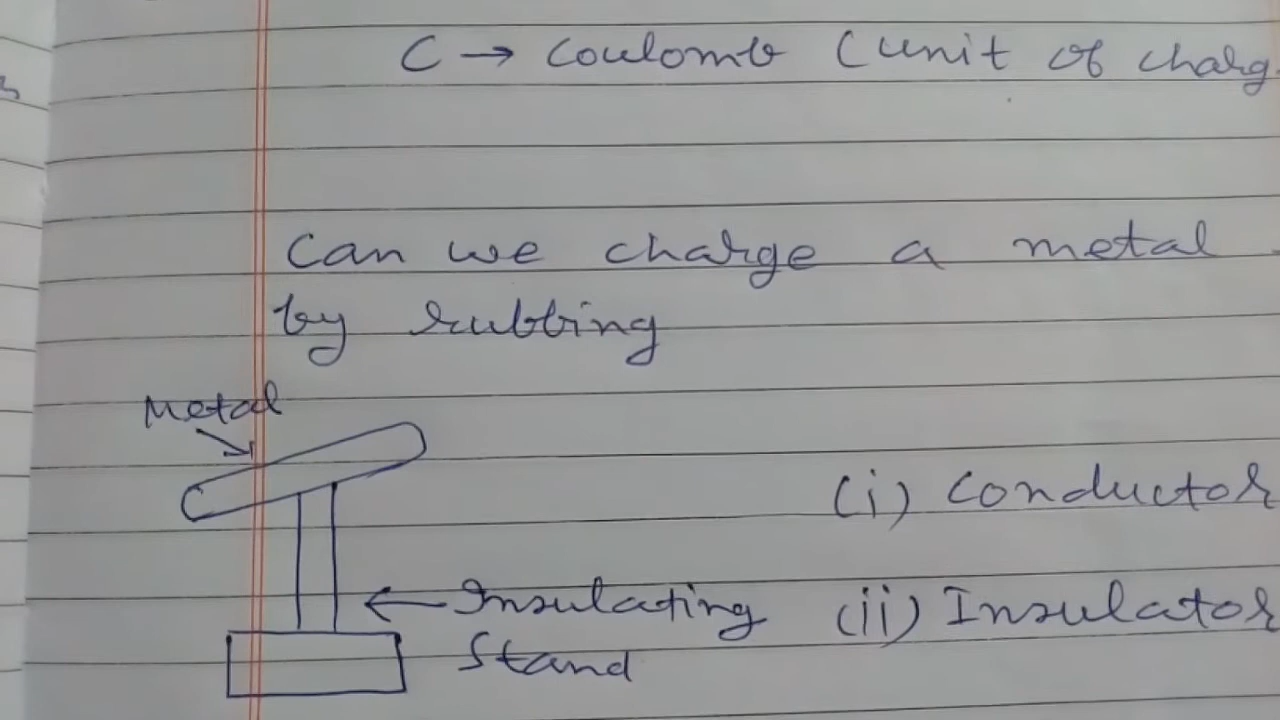 C → Coulomb (unit of charg
Can we charge a metal
by rubbing
Metal
(i) Conductor
← Insulating
Stand
(ii) Insulator